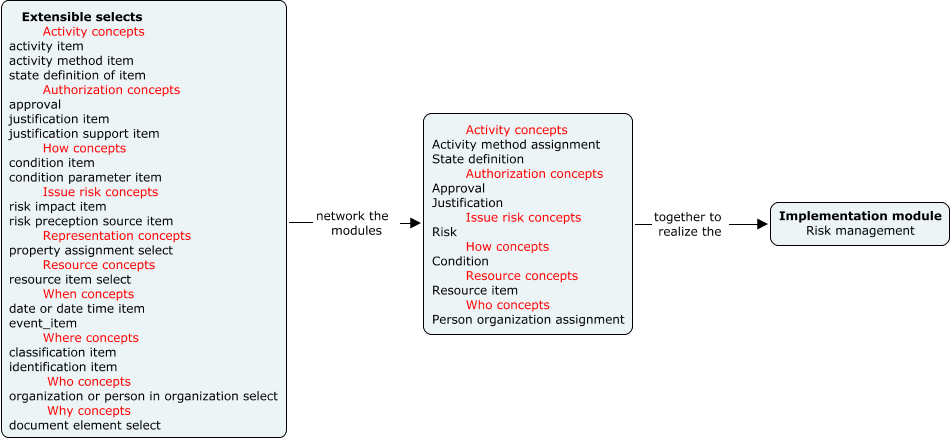 Extensible selects
Activity concepts
activity item
activity method item
state definition of item
Authorization concepts
approval
justification item
justification support item
How concepts
condition item
condition parameter item
Issue risk concepts
risk impact item
risk preception source item
Representation concepts
property assignment select
Resource concepts
resource item select
When concepts
date or date time item
event_item
Where concepts
classification item
identification item
Who concepts
organization or person in organization select
Why concepts
document element select
network the
modules
Activity concepts
Activity method assignment
State definition
Authorization concepts
Approval
Justification
Issue risk concepts
Risk
How concepts
Condition
Resource concepts
Resource item
Who concepts
Person organization assignment
together to
realize the
Implementation module
Risk management